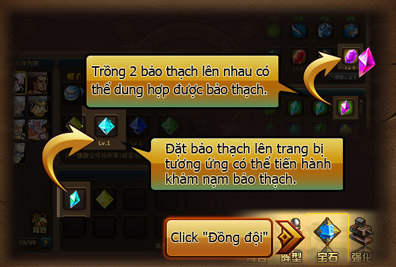 Trồng 2 bảo thạch lên nhau có
thể dung hợp được bảo thạch.
Lv.1
Đặt bảo thạch lên trang bị
tương ứng có thể tiến hành
khảm nạm bảo thạch.
Click "Đồng đội"
阵型
宝石
强化